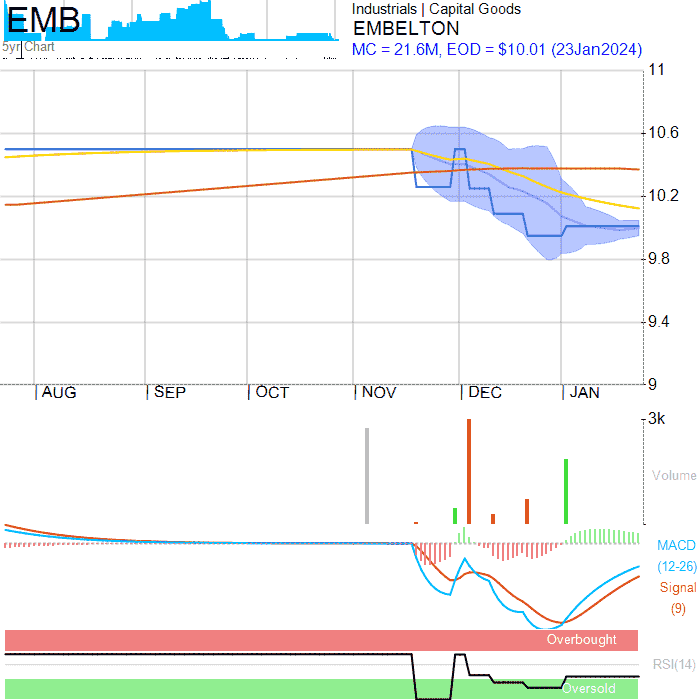 EMB
5yr Chart
Industrials | Capital Goods
EMBELTON
MC = 21.6M, EOD = $10.01 (23Jan2024)
11
10.6
10.2
9.8
9.4
9
AUG SEP OCT NOV DEC JAN
3k
Volume
MACD
(12-26)
Signal
(9)
Overbought
RSI(14)
Oversold